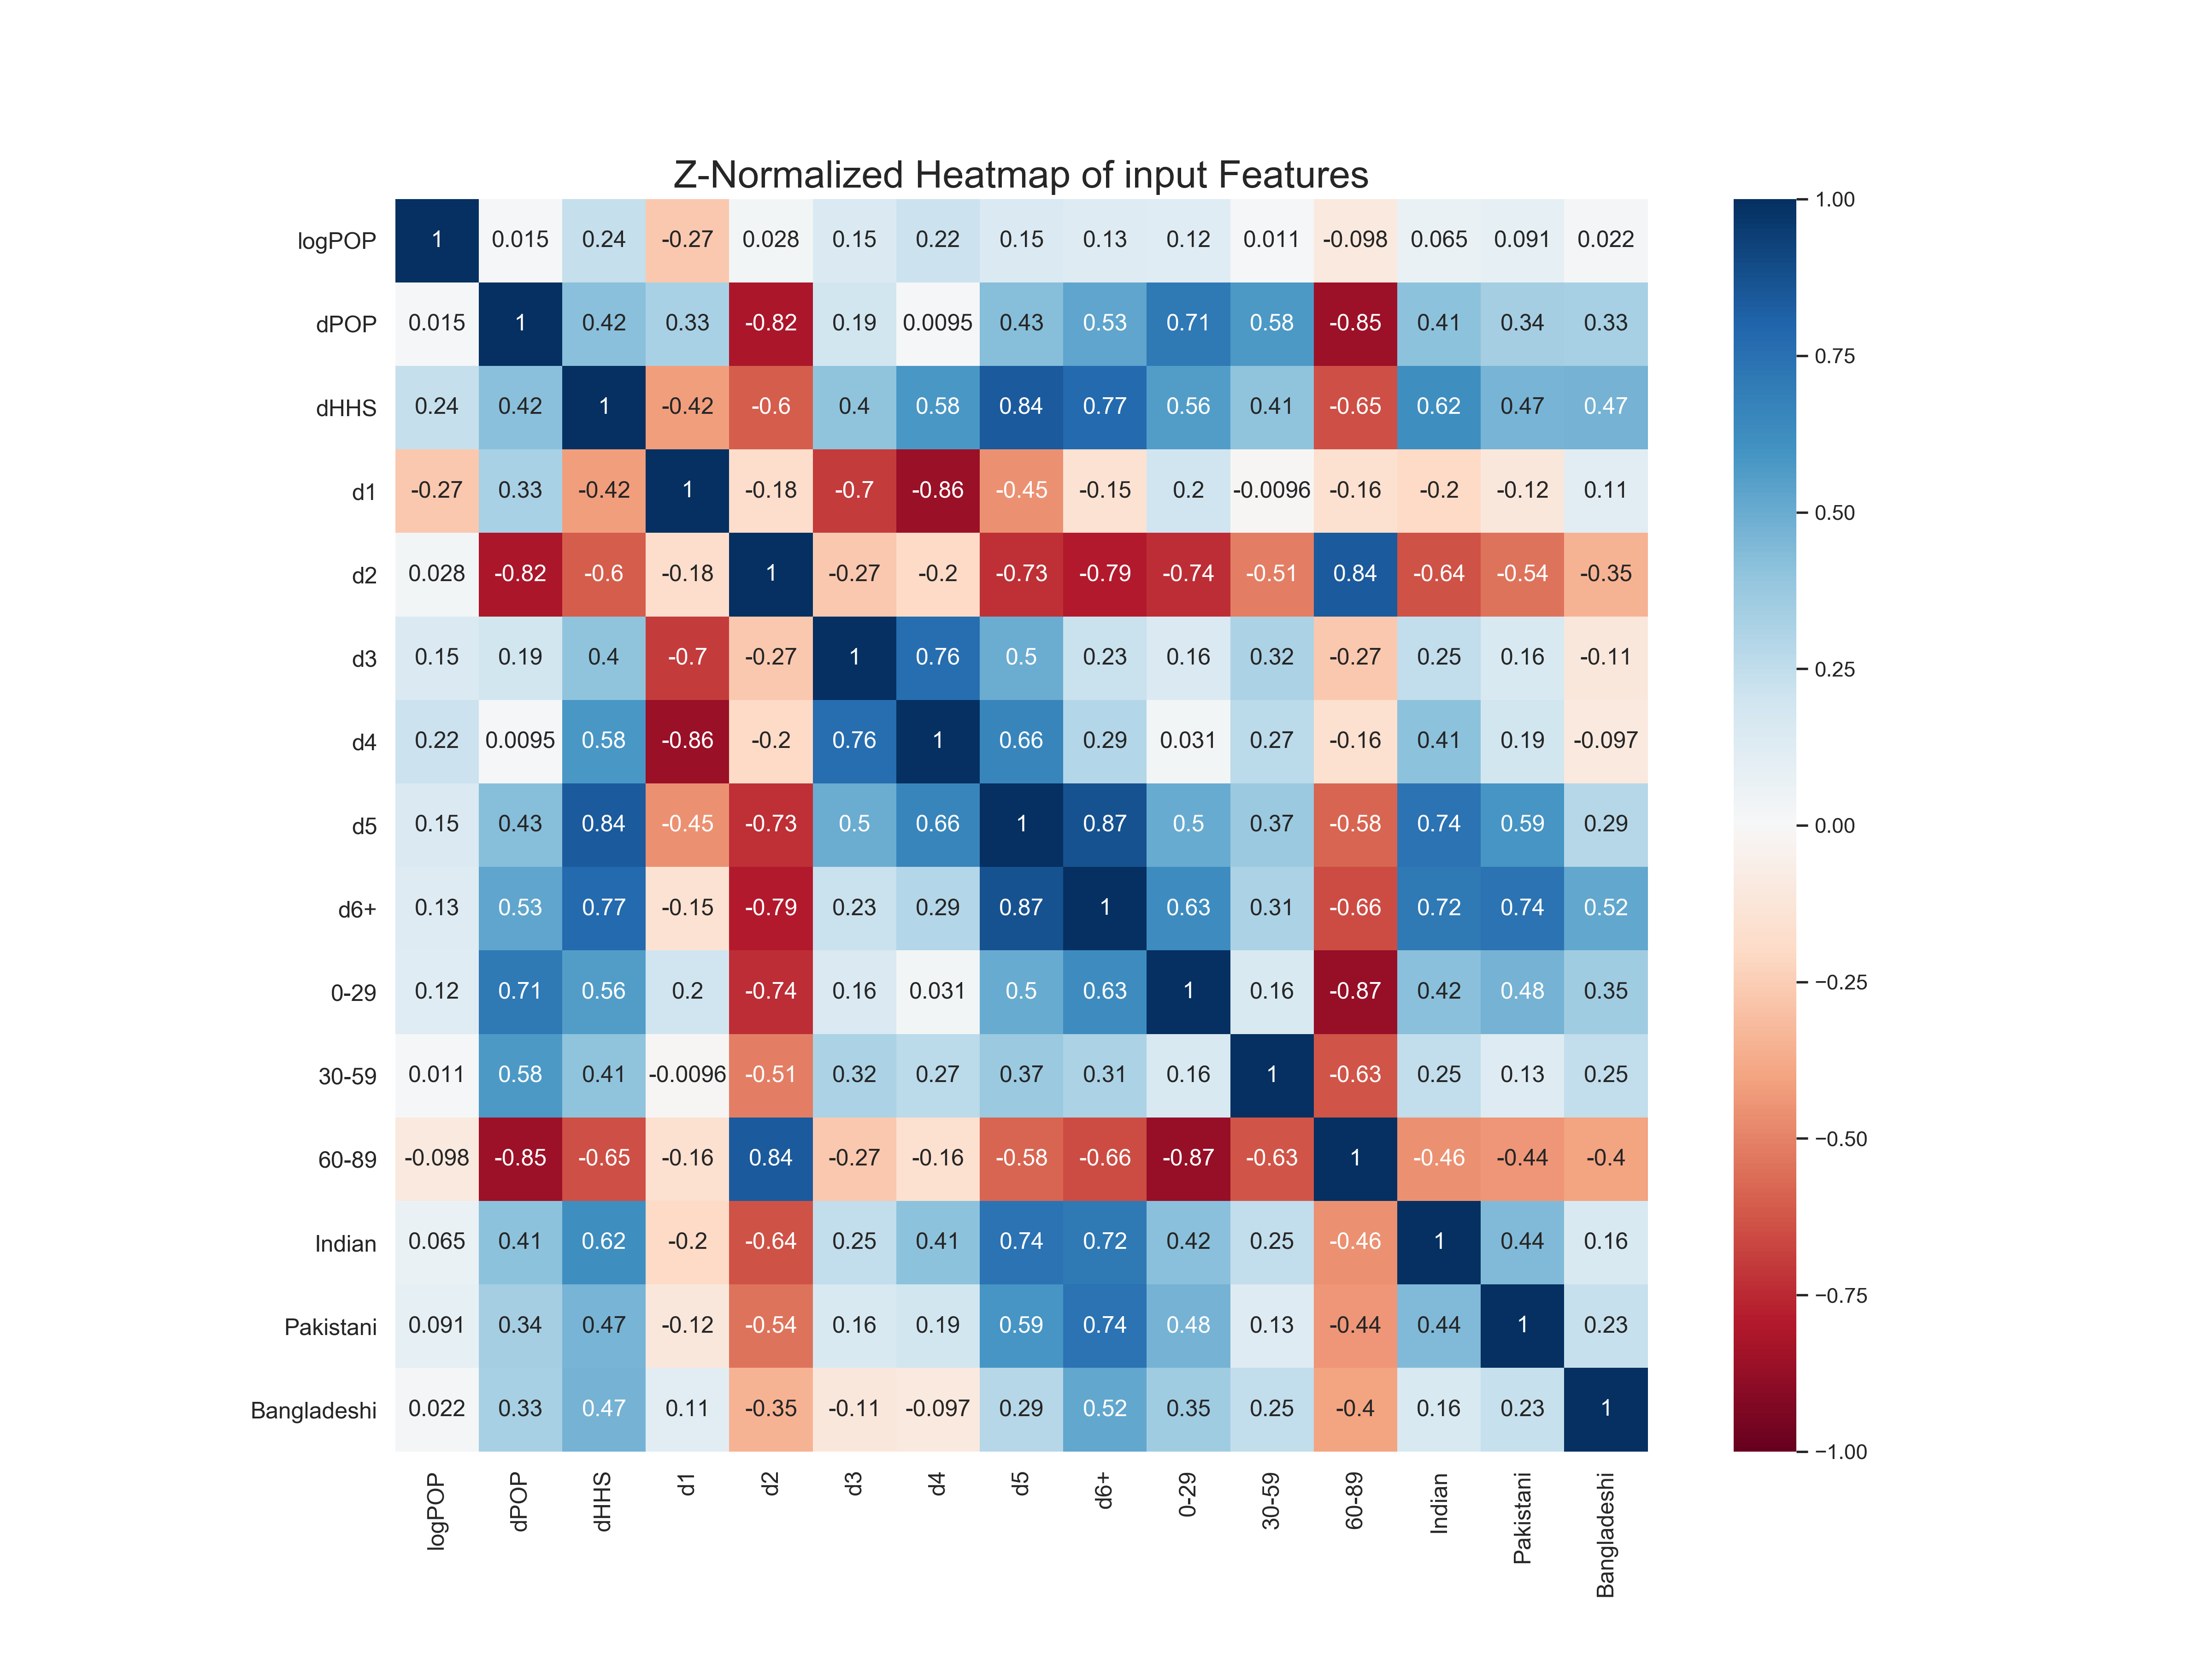 Z-Normalized Heatmap of input Features
logPOP 1 0.015 0.24 -0.27 0.028 0.15 0.22 0.15 0.13 0.12 0.011 -0.098 0.065 0.091 0.022
dPOP 0.015 1 0.42 0.33 -0.82 0.19 0.0095 0.43 0.53 0.71 0.58 -0.85 0.41 0.34 0.33
dHHS 0.24 0.42 1 -0.42 -0.6 0.4 0.58 0.84 0.77 0.56 0.41 -0.65 0.62 0.47 0.47
d1 -0.27 0.33 -0.42 1 -0.18 -0.7 -0.86 -0.45 -0.15 0.2 -0.0096 -0.16 -0.2 -0.12 0.11
d2 0.028 -0.82 -0.6 -0.18 1 -0.27 -0.2 -0.73 -0.79 -0.74 -0.51 0.84 -0.64 -0.54 -0.35
d3 0.15 0.19 0.4 -0.7 -0.27 1 0.76 0.5 0.23 0.16 0.32 -0.27 0.25 0.16 -0.11
d4 0.22 0.0095 0.58 -0.86 -0.2 0.76 1 0.66 0.29 0.031 0.27 -0.16 0.41 0.19 -0.097
d5 0.15 0.43 0.84 -0.45 -0.73 0.5 0.66 1 0.87 0.5 0.37 -0.58 0.74 0.59 0.29
d6+ 0.13 0.53 0.77 -0.15 -0.79 0.23 0.29 0.87 1 0.63 0.31 -0.66 0.72 0.74 0.52
0-29 0.12 0.71 0.56 0.2 -0.74 0.16 0.031 0.5 0.63 1 0.16 -0.87 0.42 0.48 0.35
30-59 0.011 0.58 0.41 -0.0096 -0.51 0.32 0.27 0.37 0.31 0.16 1 -0.63 0.25 0.13 0.25
60-89 -0.098 -0.85 -0.65 -0.16 0.84 -0.27 -0.16 -0.58 -0.66 -0.87 -0.63 1 -0.46 -0.44 -0.4
Indian 0.065 0.41 0.62 -0.2 -0.64 0.25 0.41 0.74 0.72 0.42 0.25 -0.46 1 0.44 0.16
Pakistani 0.091 0.34 0.47 -0.12 -0.54 0.16 0.19 0.59 0.74 0.48 0.13 -0.44 0.44 1 0.23
Bangladeshi 0.022 0.33 0.47 0.11 -0.35 -0.11 -0.097 0.29 0.52 0.35 0.25 -0.4 0.16 0.23 1
logPOP dPOP dHHS d1 d2 d3 d4 d5 d6+ 0-29 30-59 60-89 Indian Pakistani Bangladeshi
1.00
0.75
0.50
0.25
0.00
−0.25
−0.50
−0.75
−1.00